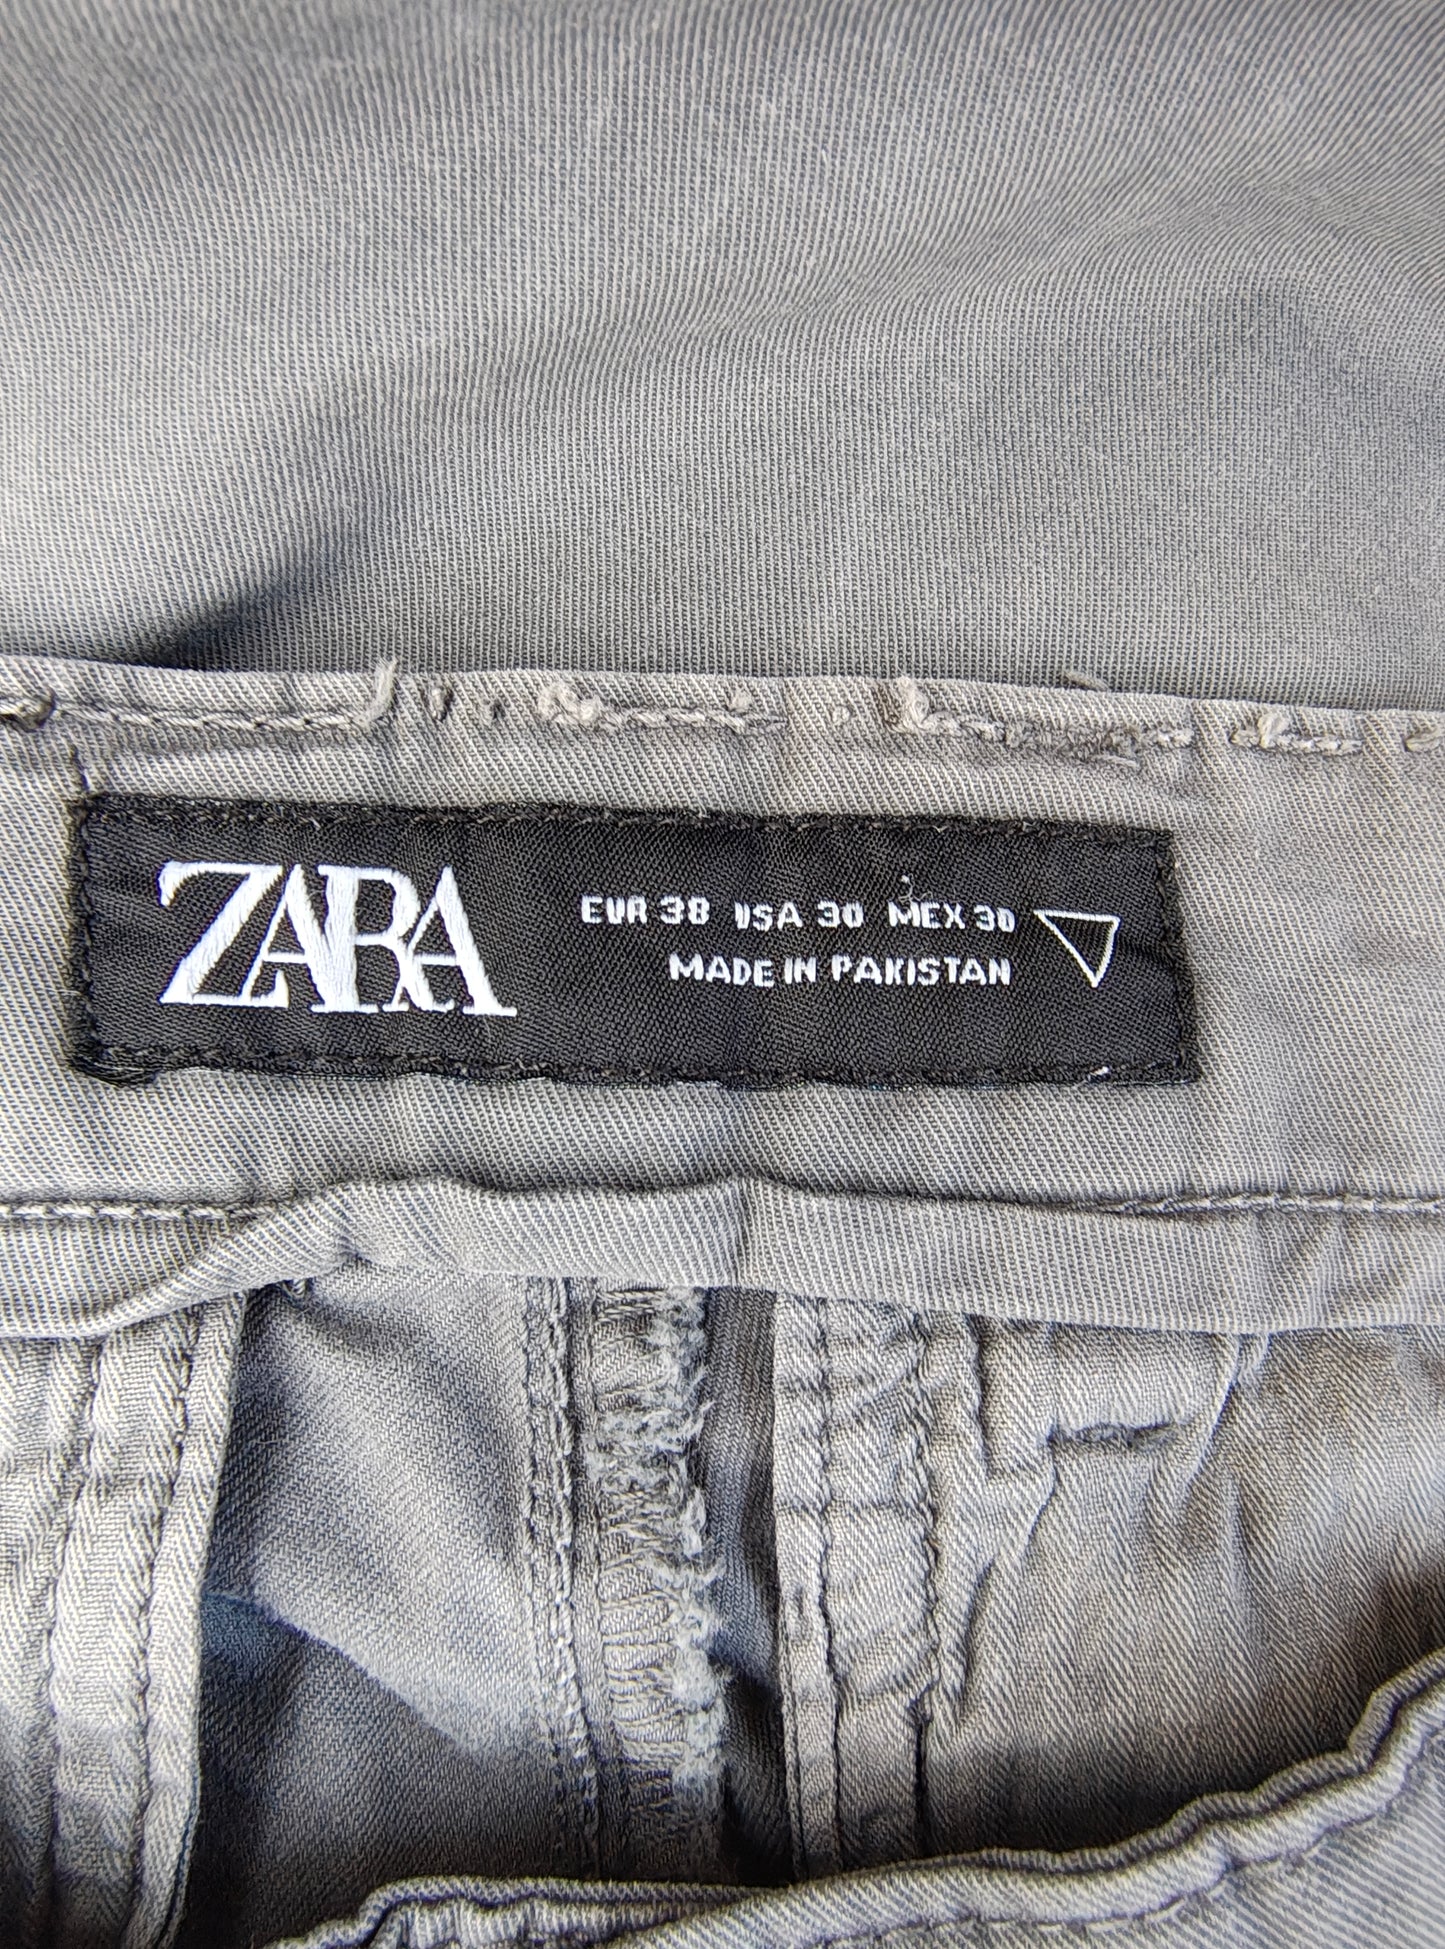 ZARA
EUR 38 USA 30 MEX 30
MADE IN PAKISTAN